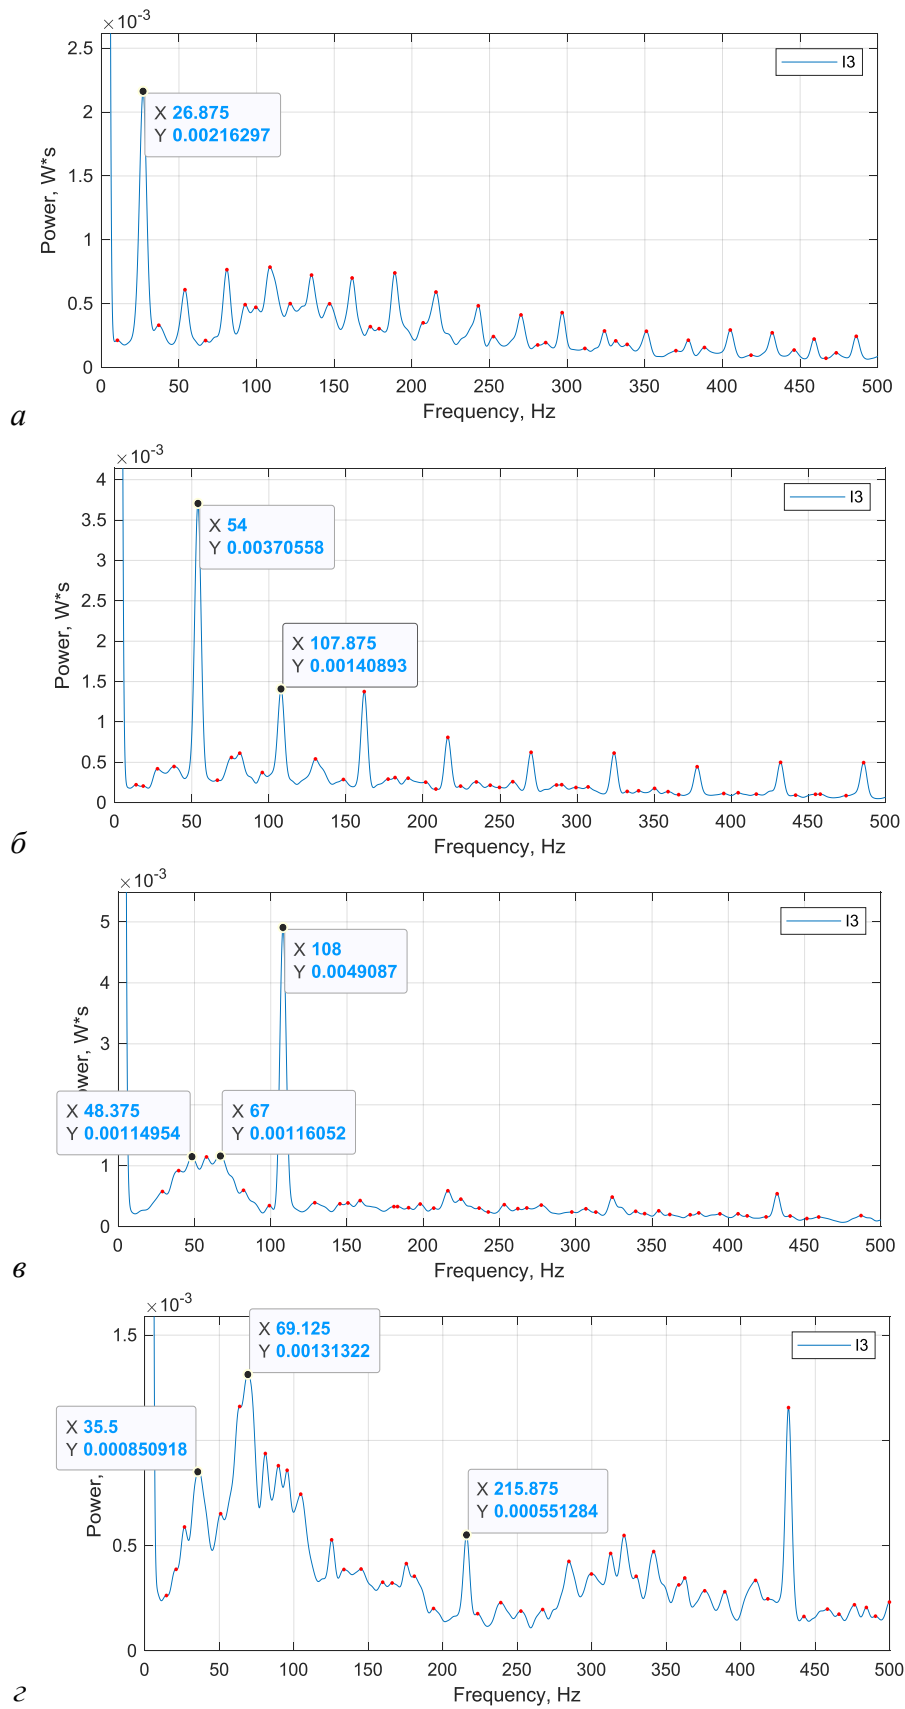 ×10⁻³
2.5
2
1.5
1
0.5
0
Power, W*s
X 26.875
Y 0.00216297
I3
0 50 100 150 200 250 300 350 400 450 500
Frequency, Hz
а
×10⁻³
4
3.5
3
2.5
2
1.5
1
0.5
0
Power, W*s
X 54
Y 0.00370558
X 107.875
Y 0.00140893
I3
0 50 100 150 200 250 300 350 400 450 500
Frequency, Hz
б
×10⁻³
5
4
3
1
0
wer, W*s
X 108
Y 0.0049087
X 48.375
Y 0.00114954
X 67
Y 0.00116052
I3
0 50 100 150 200 250 300 350 400 450 500
Frequency, Hz
в
×10⁻³
1.5
0.5
0
Power,
X 69.125
Y 0.00131322
X 35.5
Y 0.000850918
X 215.875
Y 0.000551284
I3
0 50 100 150 200 250 300 350 400 450 500
Frequency, Hz
г